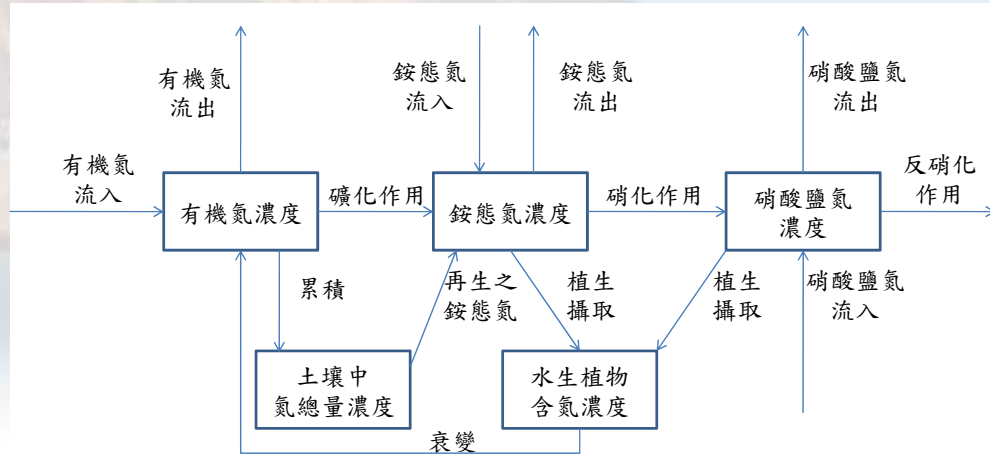 有機氮
流出
銨態氮
流入
銨態氮
流出
硝酸鹽氮
流出
有機氮
流入
有機氮濃度
礦化作用
銨態氮濃度
硝化作用
硝酸鹽氮
濃度
反硝化
作用
累積
再生之
銨態氮
植生
攝取
植生
攝取
硝酸鹽氮
流入
土壤中
氮總量濃度
水生植物
含氮濃度
衰變